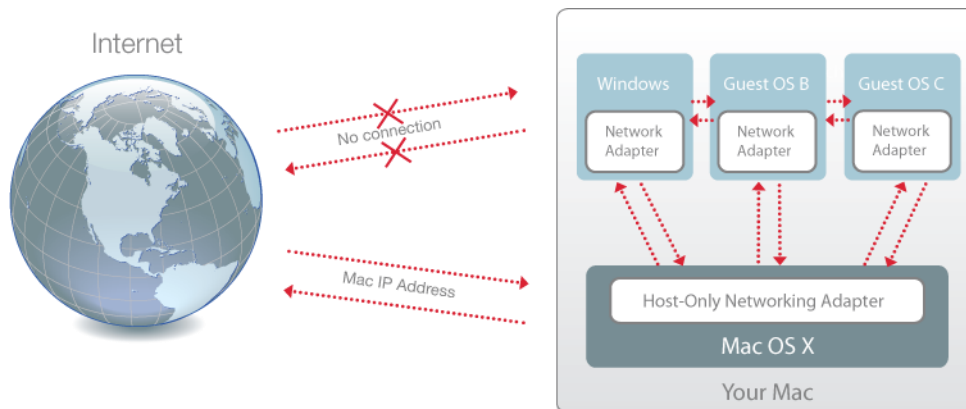 Internet
No connection
Mac IP Address
Windows
Network
Adapter
Guest OS B
Network
Adapter
Guest OS C
Network
Adapter
Host-Only Networking Adapter
Mac OS X
Your Mac